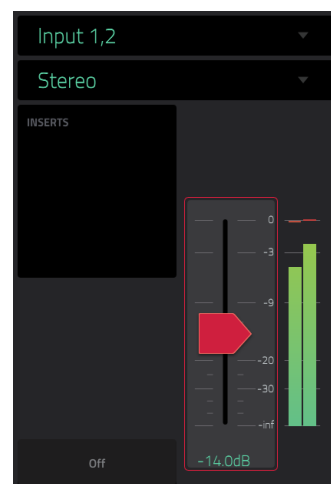 Input 1,2
Stereo
INSERTS
0
-3
-9
-20
-30
-inf
Off
-14.0dB